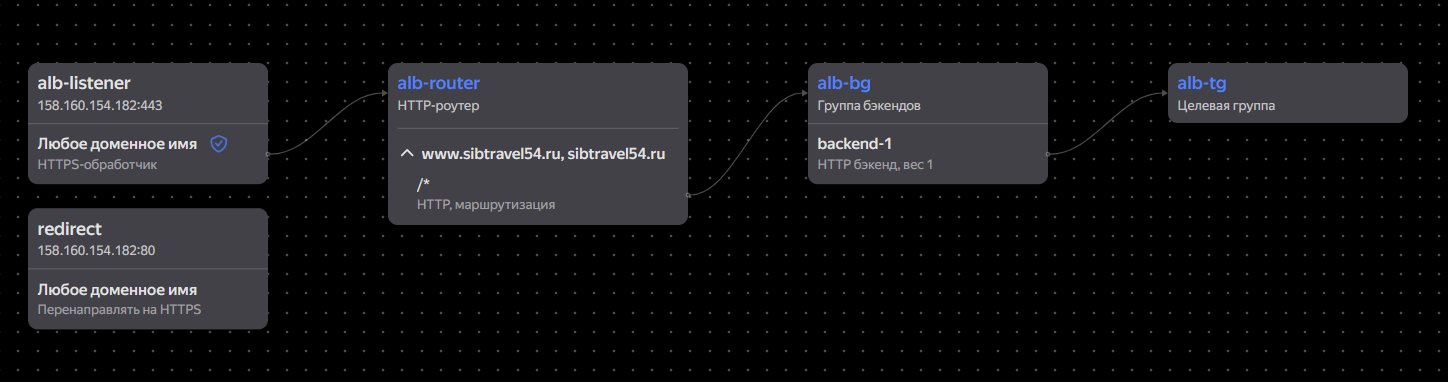 alb-listener
158.160.154.182:443
Любое доменное имя
HTTPS-обработчик
redirect
158.160.154.182:80
Любое доменное имя
Перенаправлять на HTTPS
alb-router
HTTP-роутер
www.sibtravel54.ru, sibtravel54.ru
/*
HTTP, маршрутизация
alb-bg
Группа бэкендов
backend-1
HTTP бэкенд, вес 1
alb-tg
Целевая группа